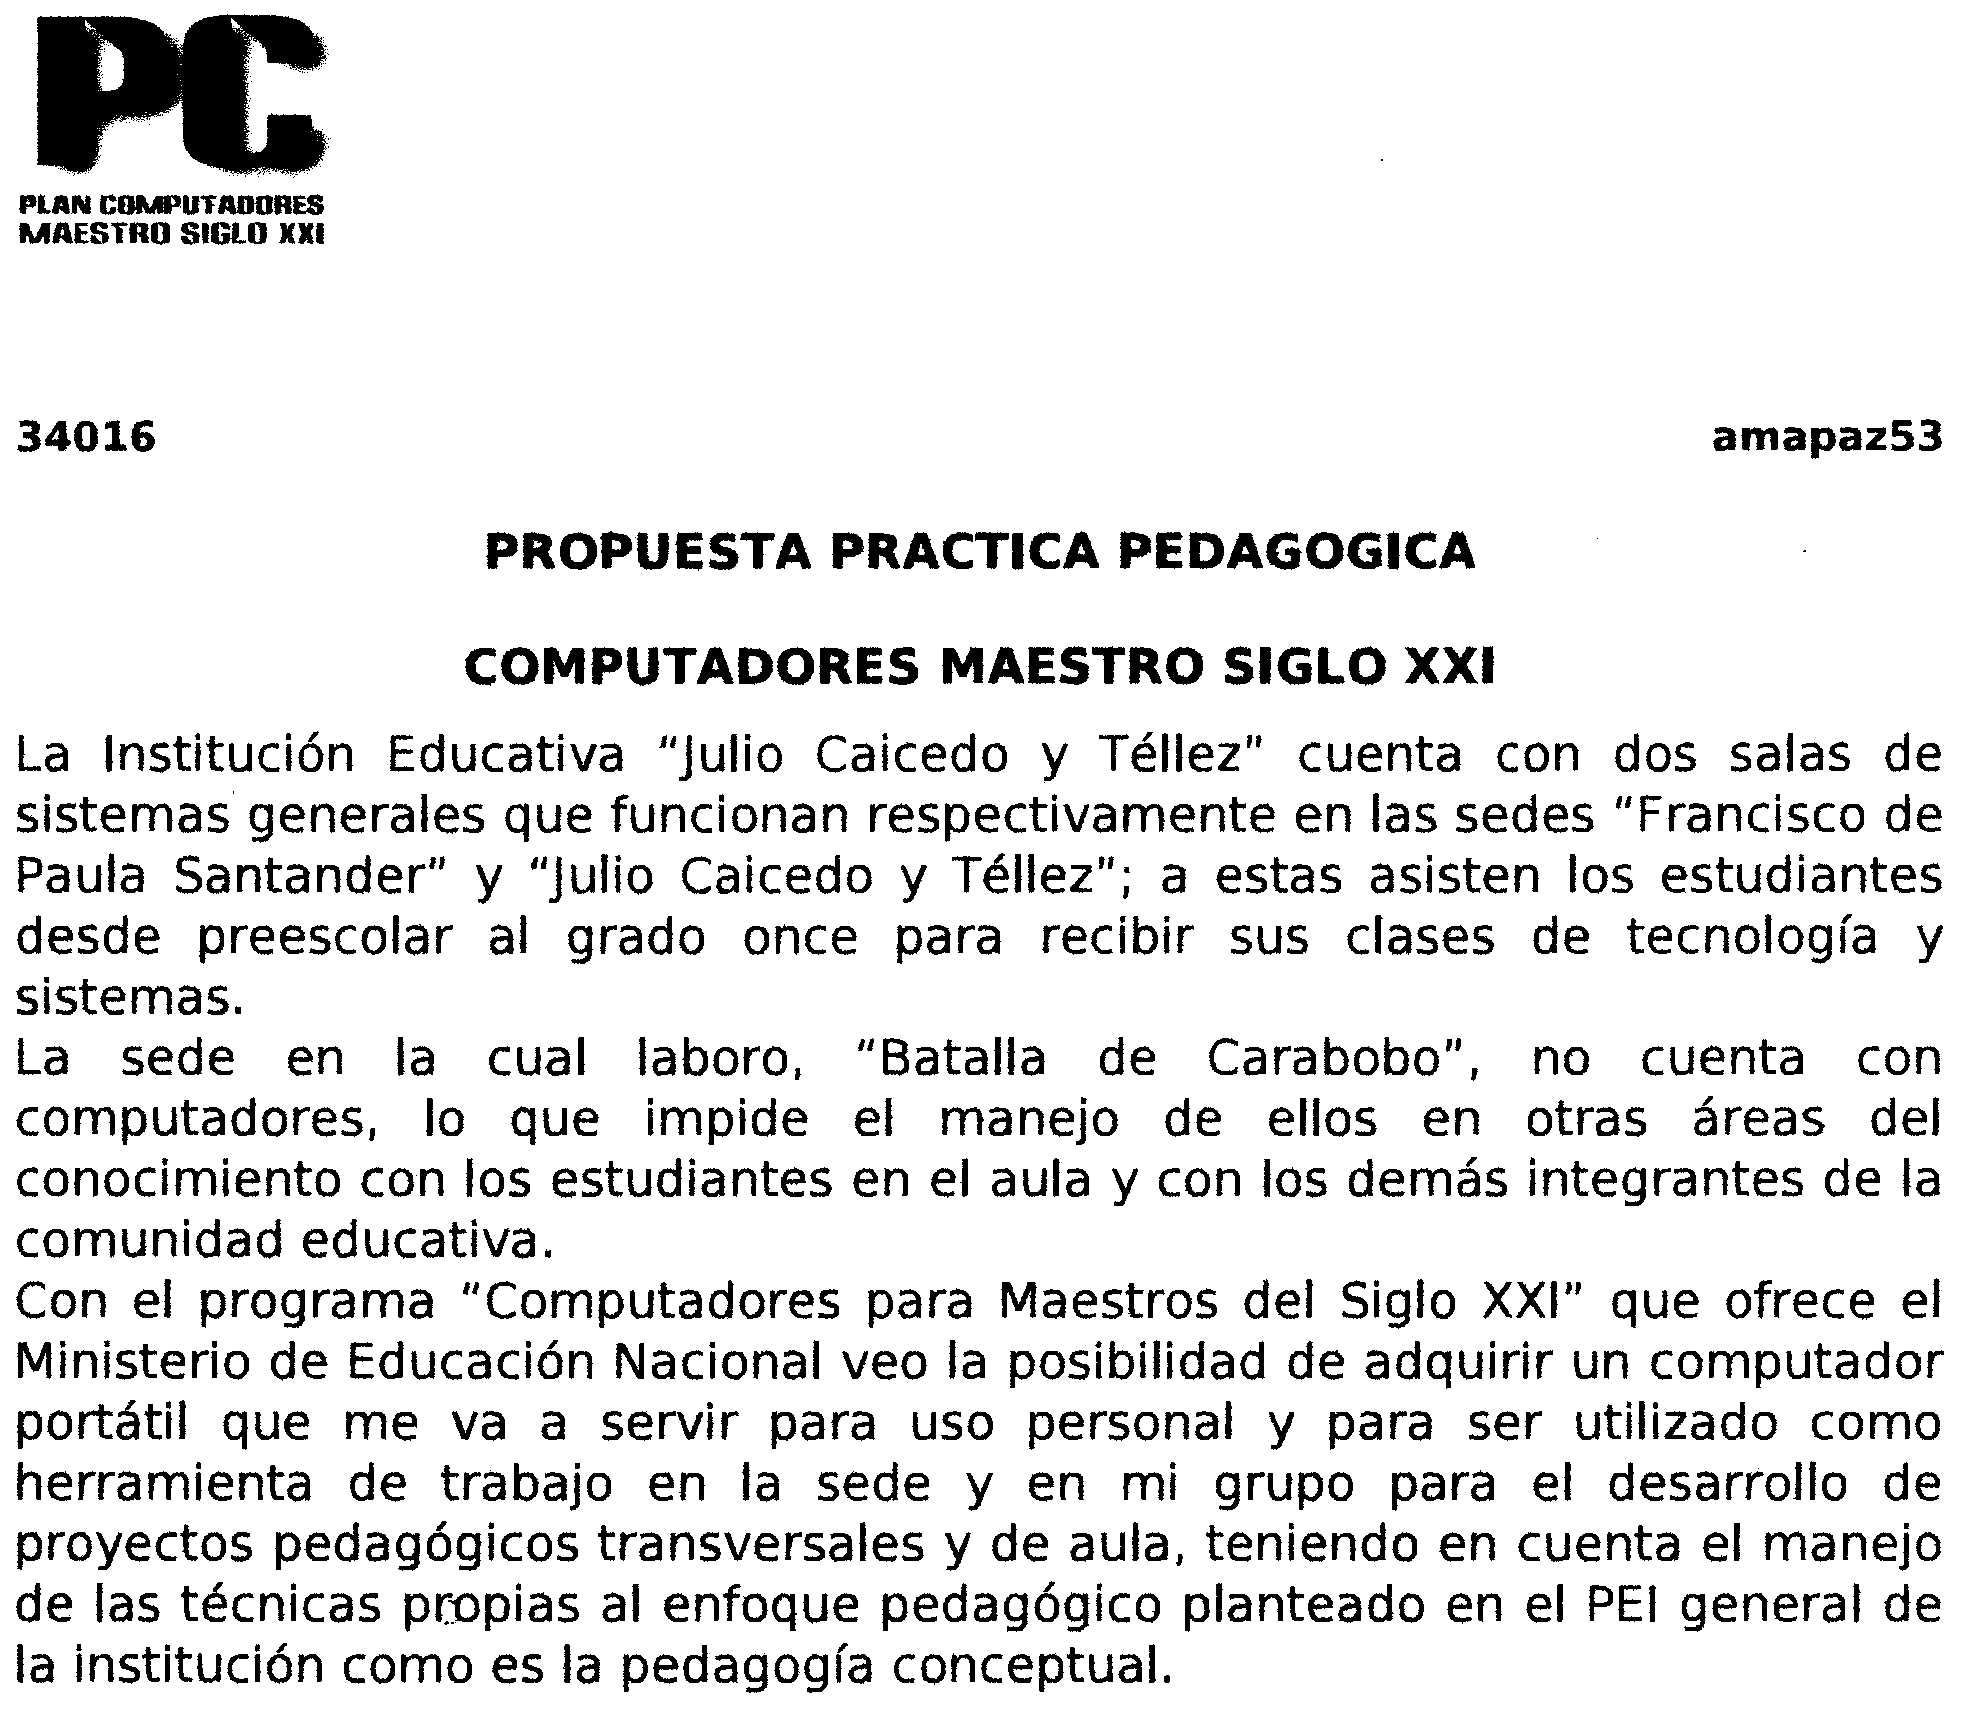 PC
PLAN COMPUTADORES
MAESTRO SIGLO XXI
34016 amapaz53
PROPUESTA PRACTICA PEDAGOGICA
COMPUTADORES MAESTRO SIGLO XXI
La Institución Educativa “Julio Caicedo y Téllez” cuenta con dos salas de
sistemas generales que funcionan respectivamente en las sedes “Francisco de
Paula Santander” y “Julio Caicedo y Téllez”; a estas asisten los estudiantes
desde preescolar al grado once para recibir sus clases de tecnología y
sistemas.
La sede en la cual laboro, “Batalla de Carabobo”, no cuenta con
computadores, lo que impide el manejo de ellos en otras áreas del
conocimiento con los estudiantes en el aula y con los demás integrantes de la
comunidad educativa.
Con el programa “Computadores para Maestros del Siglo XXI” que ofrece el
Ministerio de Educación Nacional veo la posibilidad de adquirir un computador
portátil que me va a servir para uso personal y para ser utilizado como
herramienta de trabajo en la sede y en mi grupo para el desarrollo de
proyectos pedagógicos transversales y de aula, teniendo en cuenta el manejo
de las técnicas propias al enfoque pedagógico planteado en el PEI general de
la institución como es la pedagogía conceptual.